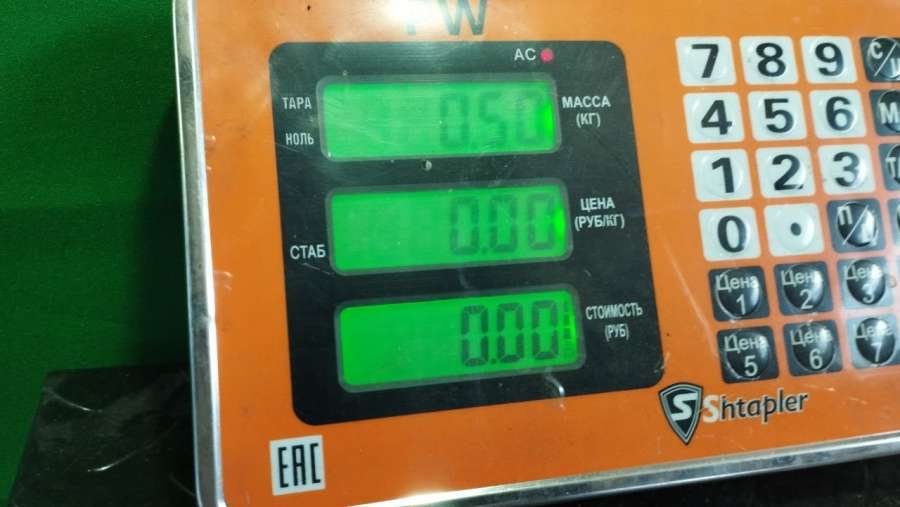 PW
AC
ТАРА
НОЛЬ
0.50
МАССА
(КГ)
СТАБ
0.00
ЦЕНА
(РУБ/КГ)
0.00
СТОИМОСТЬ
(РУБ)
7 8 9 С/
4 5 6 М
1 2 3
0 . П/
Цена 1 Цена 2 Цена 3
Цена 5 Цена 6 Цена 7
S Shtapler
EAC